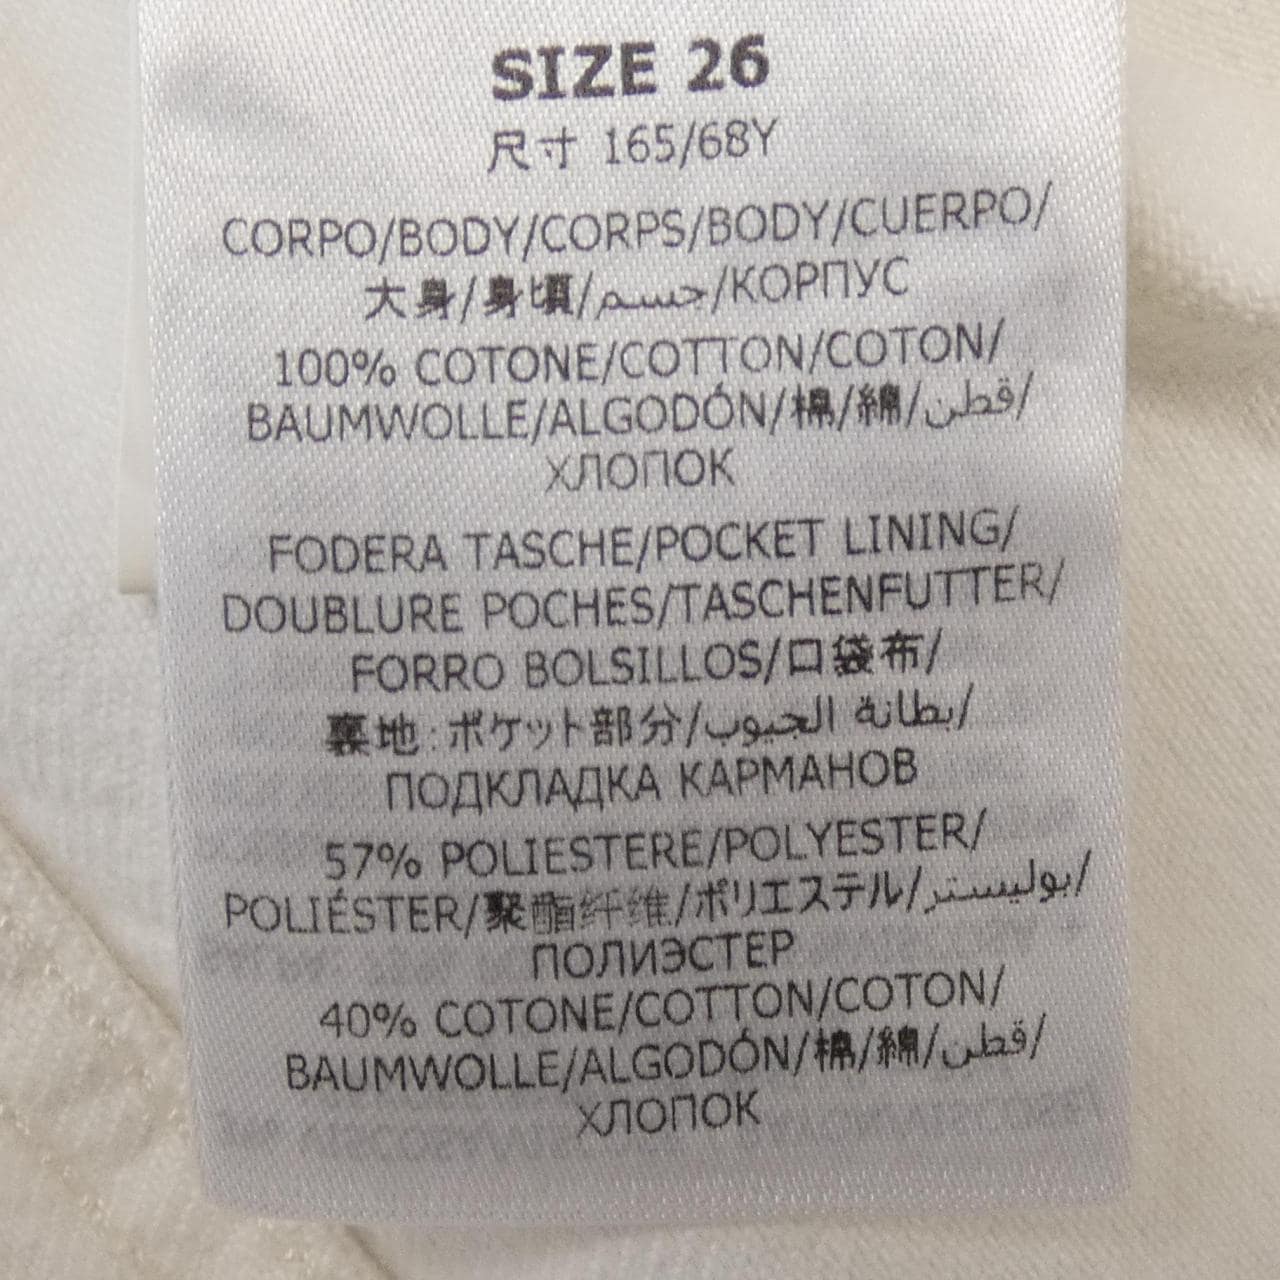 SIZE 26
尺寸 165/68Y
CORPO/BODY/CORPS/BODY/CUERPO/
大身/身頃/جسم/КОРПУС
100% COTONE/COTTON/COTON/
BAUMWOLLE/ALGODÓN/棉/綿/قطن/
ХЛОПОК
FODERA TASCHE/POCKET LINING/
DOUBLURE POCHES/TASCHENFUTTER/
FORRO BOLSILLOS/口袋布/
裏地:ポケット部分/بطانة الجيوب/
ПОДКЛАДКА КАРМАНОВ
57% POLIESTERE/POLYESTER/
POLIÉSTER/聚酯纤维/ポリエステル/بوليستر/
ПОЛИЭСТЕР
40% COTONE/COTTON/COTON/
BAUMWOLLE/ALGODÓN/棉/綿/قطن/
ХЛОПОК